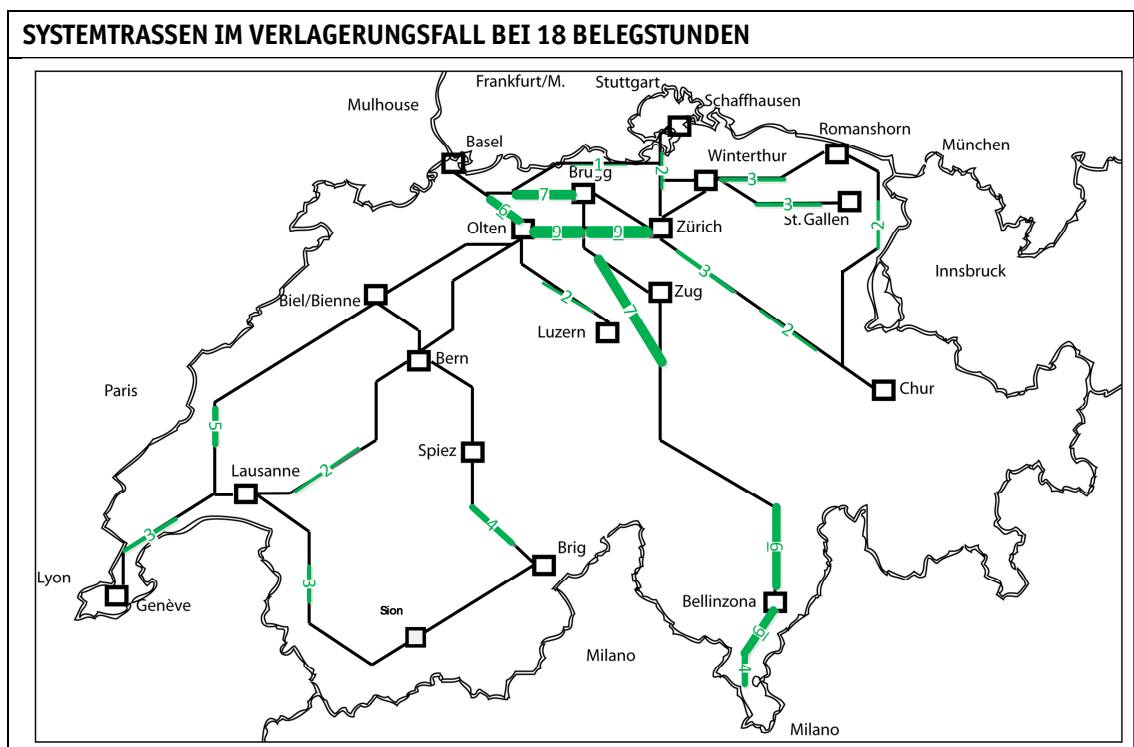 SYSTEMTRASSEN IM VERLAGERUNGSFALL BEI 18 BELEGSTUNDEN
Frankfurt/M.
Stuttgart
Mulhouse
Schaffhausen
Romanshorn
Basel
München
1
2
Winterthur
Brugg
3
7
3
6
St. Gallen
2
Olten
9
9
Zürich
3
Innsbruck
Biel/Bienne
2
7
Zug
Luzern
2
Bern
Paris
Chur
5
Spiez
Lausanne
2
4
3
6
Brig
Lyon
3
Genève
Bellinzona
Sion
6
Milano
4
Milano